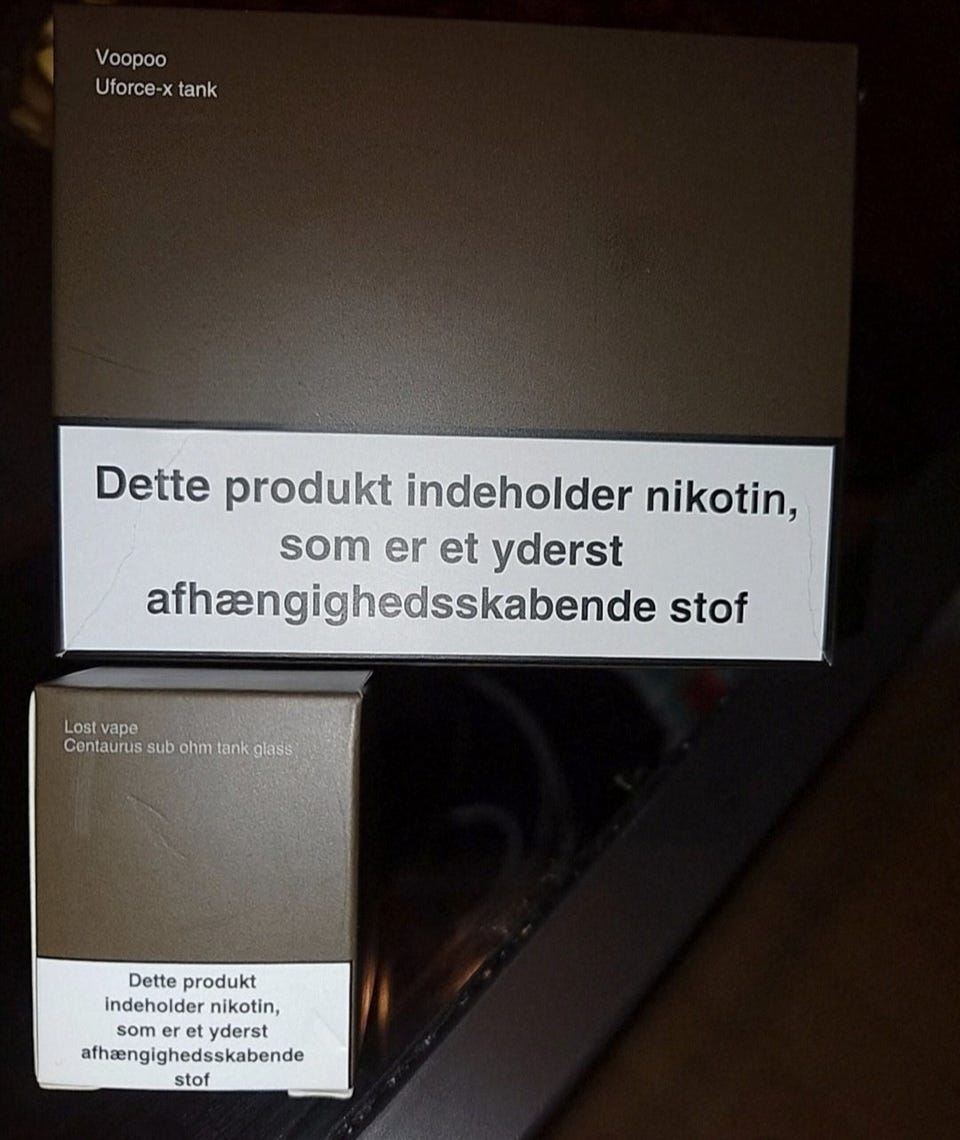 Voopoo
Uforce-x tank
Dette produkt indeholder nikotin,
som er et yderst
afhængighedsskabende stof
Lost vape
Centaurus sub ohm tank glass
Dette produkt
indeholder nikotin,
som er et yderst
afhængighedsskabende
stof